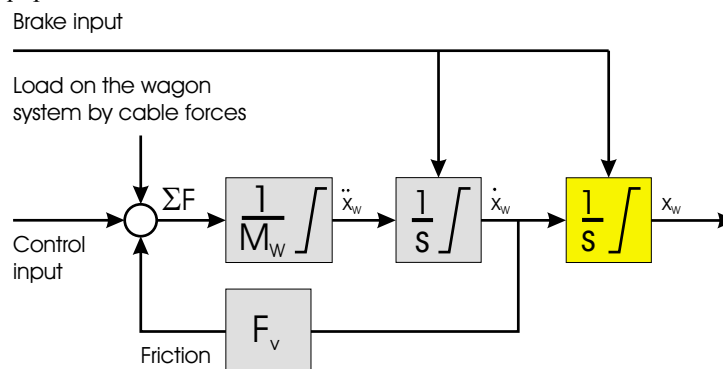 Brake input
Load on the wagon
system by cable forces
ΣF
1
M_W
ẍ_W
1
s
ẋ_W
1
s
x_W
Control
input
F_v
Friction